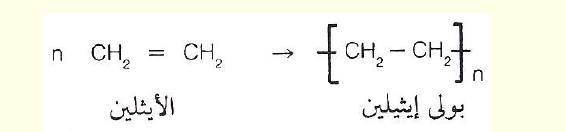 n CH₂ = CH₂ → [CH₂ – CH₂]n
الأيثلين بولى إيثيلين